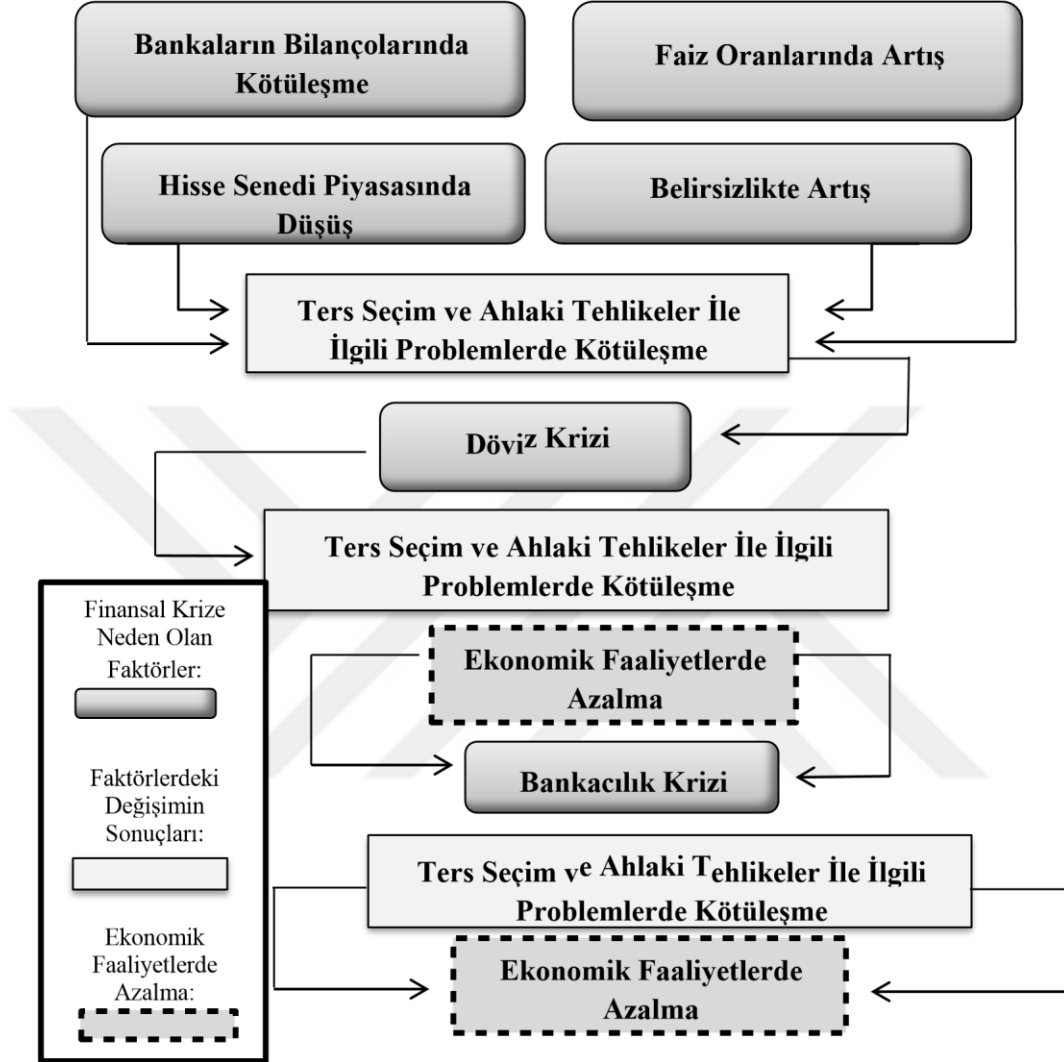 Bankaların Bilançolarında
Kötüleşme
Faiz Oranlarında Artış
Hisse Senedi Piyasasında
Düşüş
Belirsizlikte Artış
Ters Seçim ve Ahlaki Tehlikeler İle
İlgili Problemlerde Kötüleşme
Döviz Krizi
Ters Seçim ve Ahlaki Tehlikeler İle İlgili
Problemlerde Kötüleşme
Ekonomik Faaliyetlerde
Azalma
Bankacılık Krizi
Ters Seçim ve Ahlaki Tehlikeler İle İlgili
Problemlerde Kötüleşme
Ekonomik Faaliyetlerde
Azalma
Finansal Krize
Neden Olan
Faktörler:
Faktörlerdeki
Değişimin
Sonuçları:
Ekonomik
Faaliyetlerde
Azalma: